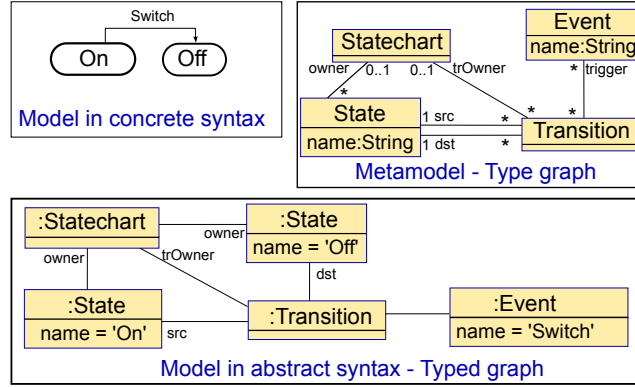 Switch
On
Off
Model in concrete syntax
Statechart
Event
name:String
owner
0..1
0..1
trOwner
*
trigger
*
State
name:String
1 src
*
*
*
1 dst
*
Transition
Metamodel - Type graph
:Statechart
:State
name = 'Off'
owner
owner
trOwner
dst
:State
name = 'On'
src
:Transition
:Event
name = 'Switch'
Model in abstract syntax - Typed graph